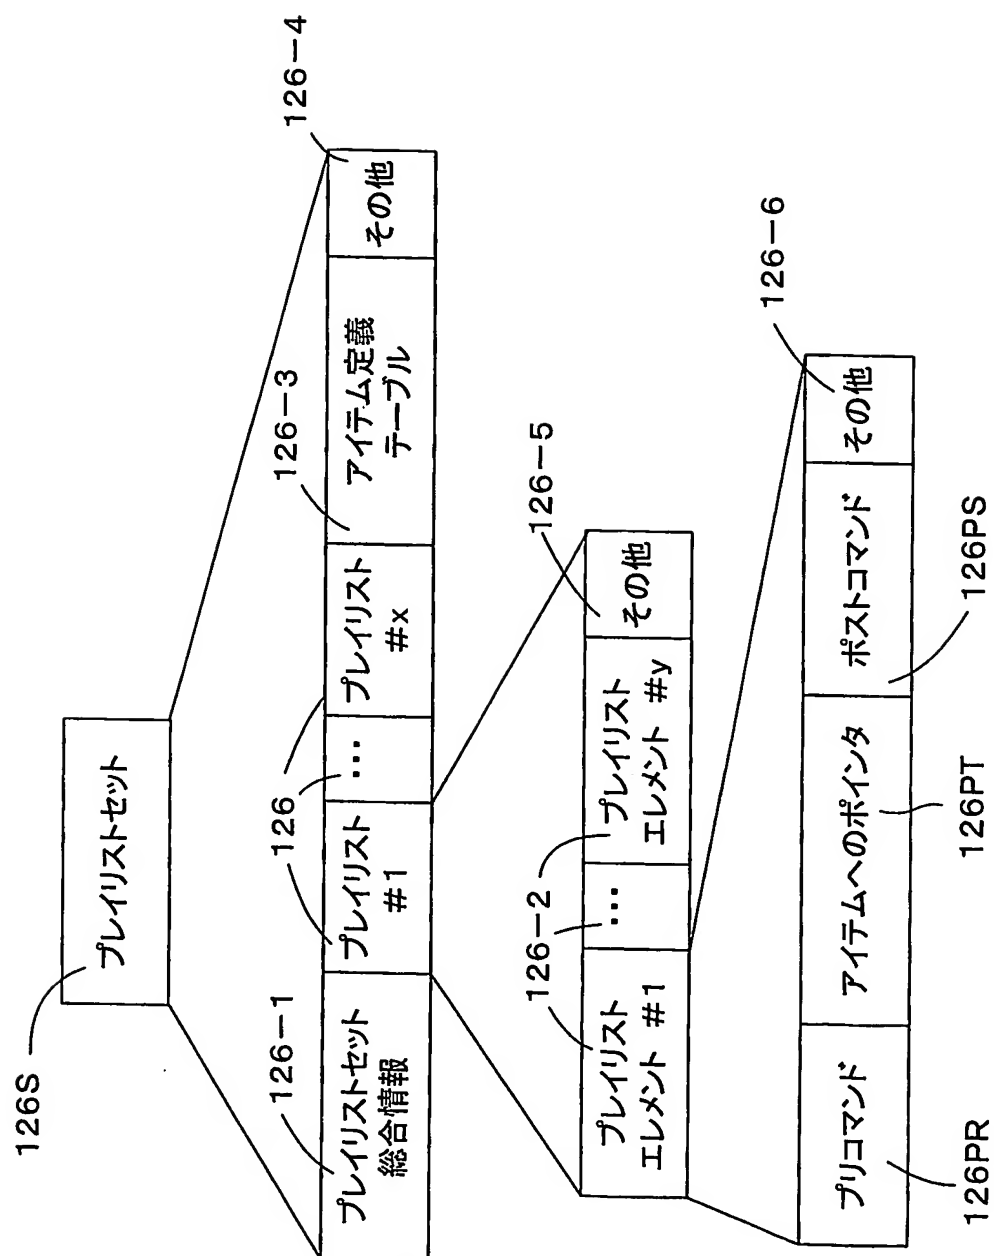 126S
プレイリストセット
126-1
126
126-3
126-4
プレイリストセット
総合情報
プレイリスト
#1
...
プレイリスト
#x
アイテム定義
テーブル
その他
126-2
126-5
プレイリスト
エレメント #1
...
プレイリスト
エレメント #y
その他
126-6
プリコマンド
アイテムへのポインタ
ポストコマンド
その他
126PR
126PT
126PS